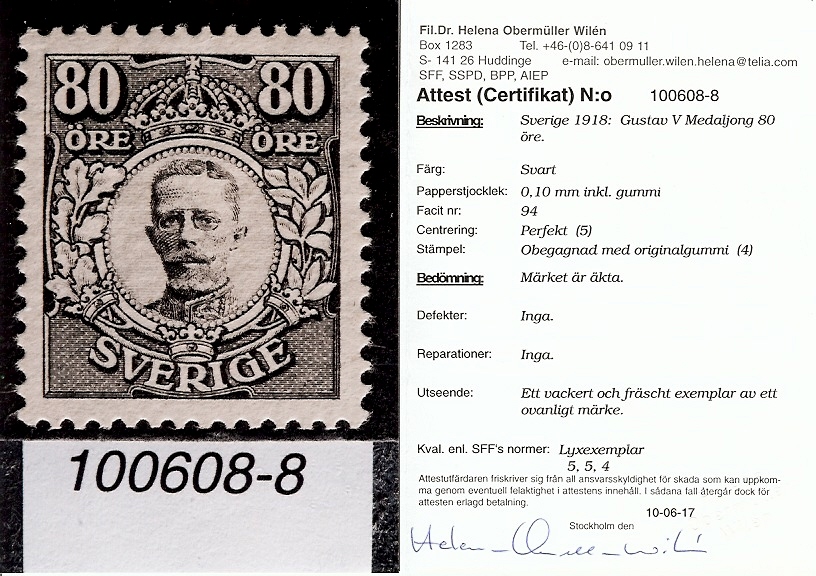 80 80
ÖRE ÖRE
SVERIGE
100608-8
Fil.Dr. Helena Obermüller Wilén
Box 1283 Tel. +46-(0)8-641 09 11
S- 141 26 Huddinge e-mail: obermuller.wilen.helena@telia.com
SFF, SSPD, BPP, AIEP
Attest (Certifikat) N:o 100608-8
Beskrivning: Sverige 1918: Gustav V Medaljong 80
öre.
Färg: Svart
Papperstjocklek: 0,10 mm inkl. gummi
Facit nr: 94
Centrering: Perfekt (5)
Stämpel: Obegagnad med originalgummi (4)
Bedömning: Märket är äkta.
Defekter: Inga.
Reparationer: Inga.
Utseende: Ett vackert och fräscht exemplar av ett
ovanligt märke.
Kval. enl. SFF's normer: Lyxexemplar
5, 5, 4
Attestutfärdaren friskriver sig från all ansvarsskyldighet för skada som kan uppkom-
ma genom eventuell felaktighet i attestens innehåll. I sådana fall återgår dock för
attesten erlagd betalning.
10-06-17
Stockholm den
Helena Obermüller Wilén